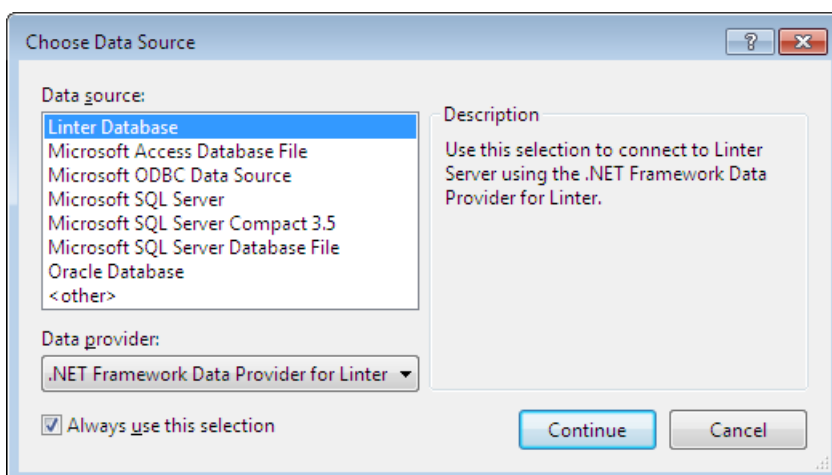 Choose Data Source
?
Data source:
Linter Database
Microsoft Access Database File
Microsoft ODBC Data Source
Microsoft SQL Server
Microsoft SQL Server Compact 3.5
Microsoft SQL Server Database File
Oracle Database
<other>
Description
Use this selection to connect to Linter
Server using the .NET Framework Data
Provider for Linter.
Data provider:
.NET Framework Data Provider for Linter
Always use this selection
Continue
Cancel